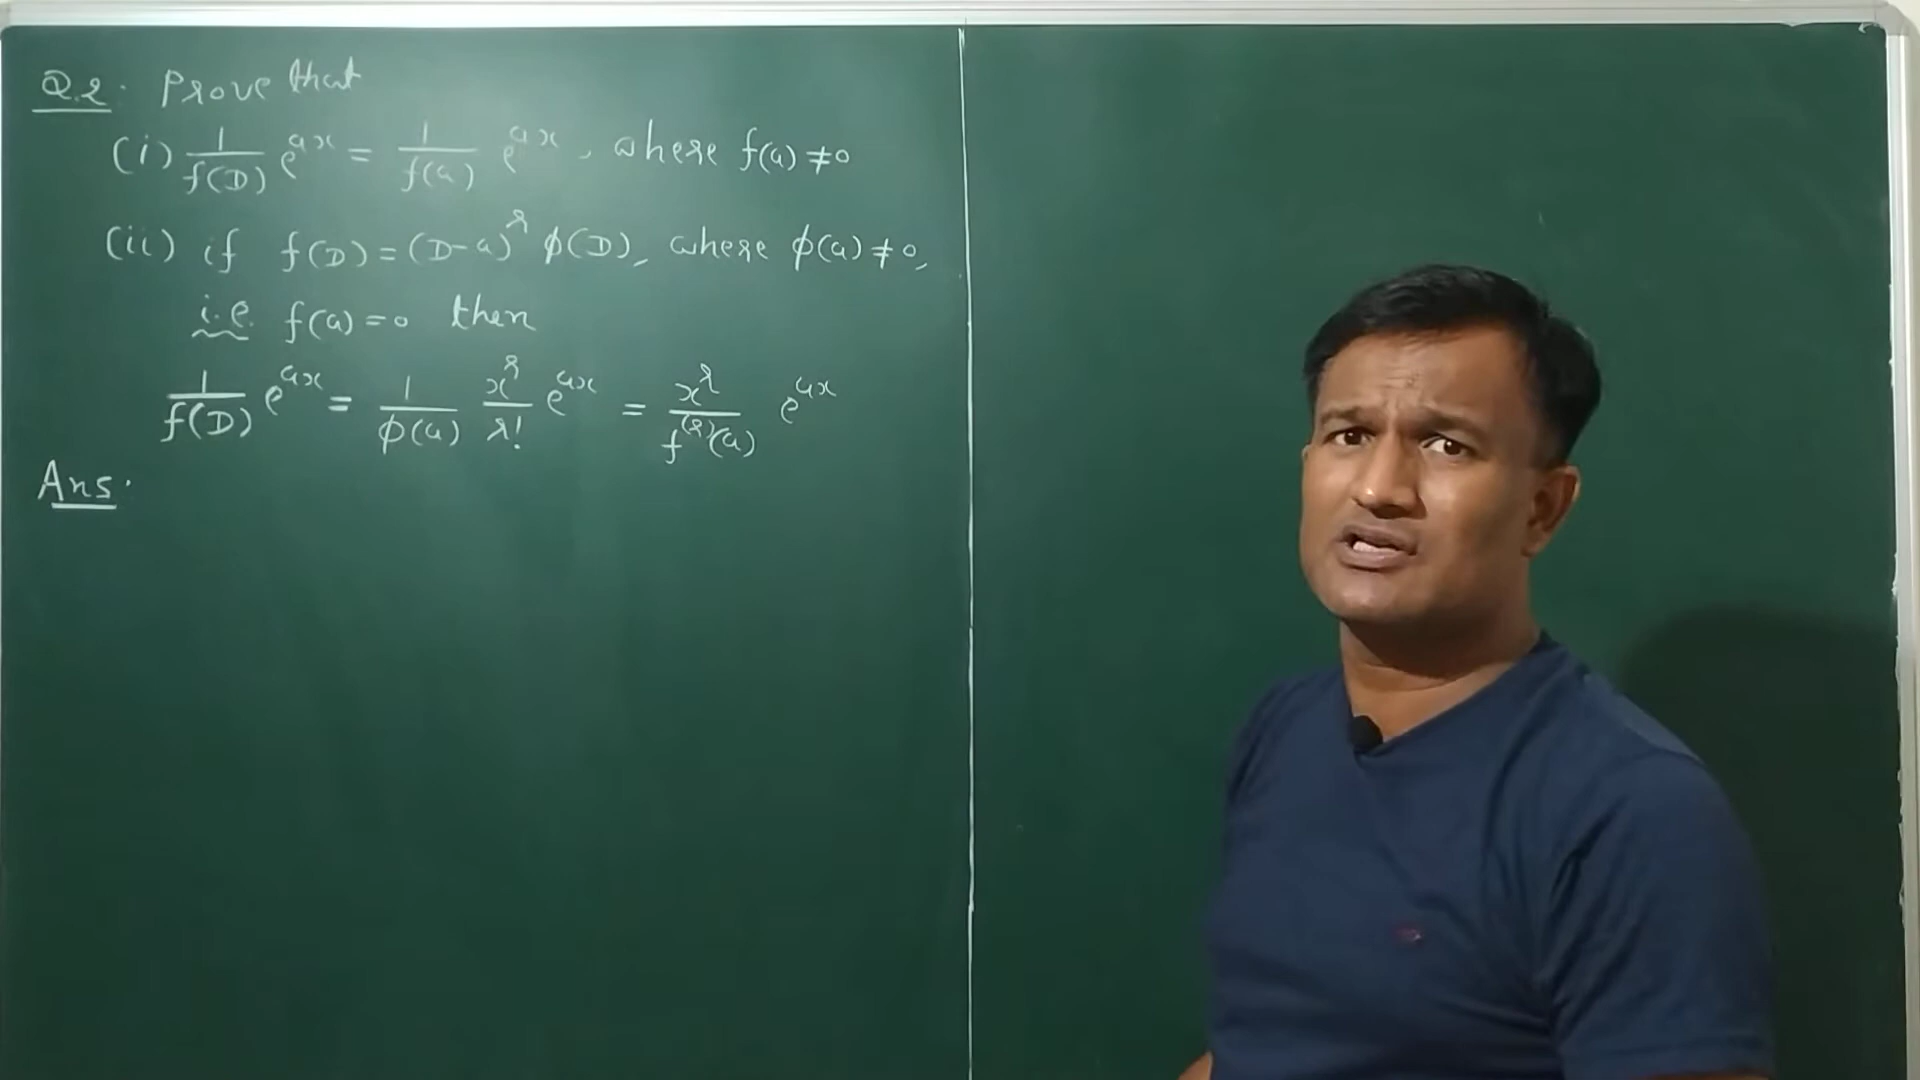 Q.2. Prove that
(i) 1/f(D) e^{ax} = 1/f(a) e^{ax}, where f(a) ≠ 0
(ii) if f(D) = (D-a)^r ϕ(D), where ϕ(a) ≠ 0,
i.e. f(a) = 0 then
1/f(D) e^{ax} = 1/ϕ(a) x^r/r! e^{ax} = x^r/f^{(r)}(a) e^{ax}
Ans.